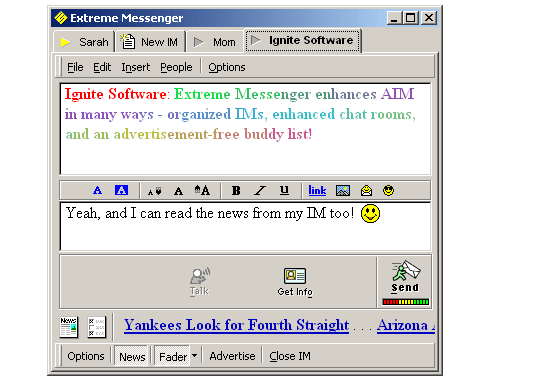 Extreme Messenger
Sarah New IM Mom Ignite Software
File Edit Insert People Options
Ignite Software: Extreme Messenger enhances AIM
in many ways - organized IMs, enhanced chat rooms,
and an advertisement-free buddy list!
A A A A A B I U link
Yeah, and I can read the news from my IM too!
Talk Get Info Send
News Yankees Look for Fourth Straight . . . Arizona
Options News Fader Advertise Close IM